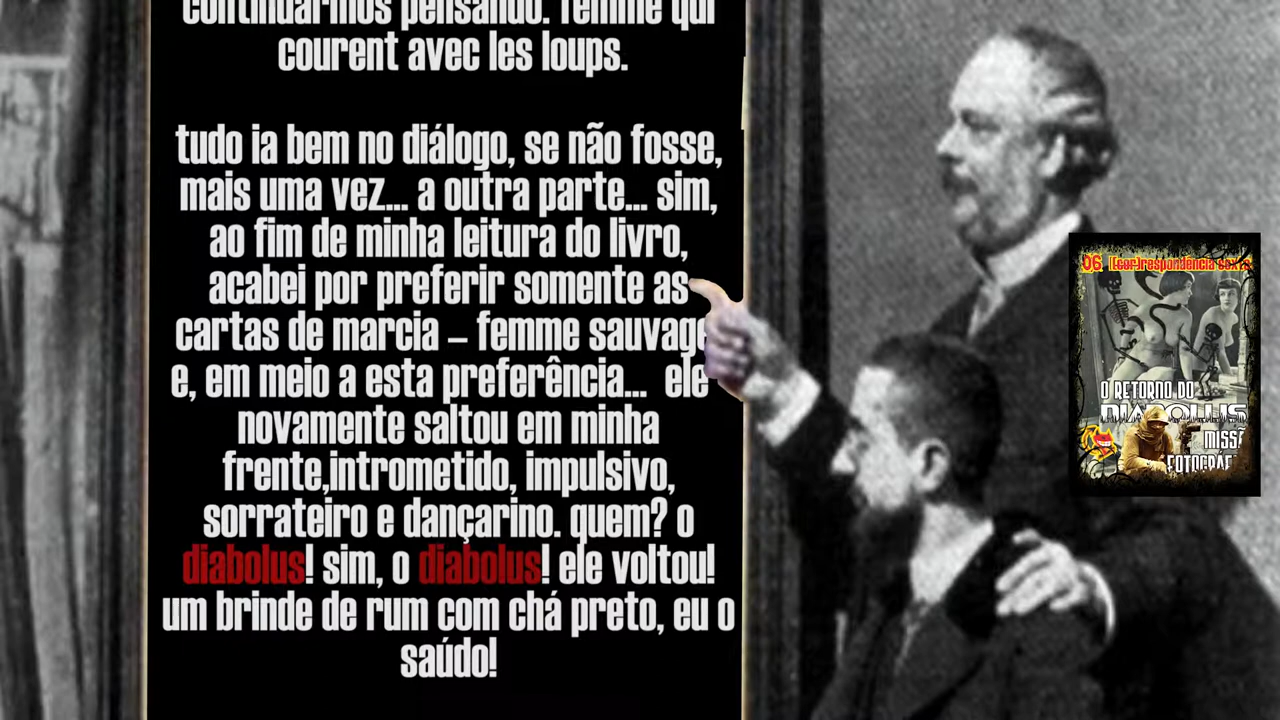 continuarmos pensando. femme qui
courent avec les loups.
tudo ia bem no diálogo, se não fosse,
mais uma vez... a outra parte... sim,
ao fim de minha leitura do livro,
acabei por preferir somente as
cartas de marcia – femme sauvage
e, em meio a esta preferência... ele
novamente saltou em minha
frente,intrometido, impulsivo,
sorrateiro e dançarino. quem? o
diabolus! sim, o diabolus! ele voltou!
um brinde de rum com chá preto, eu o
saúdo!
06 [(cor)respondência
O RETORNO DO
DIABOLUS